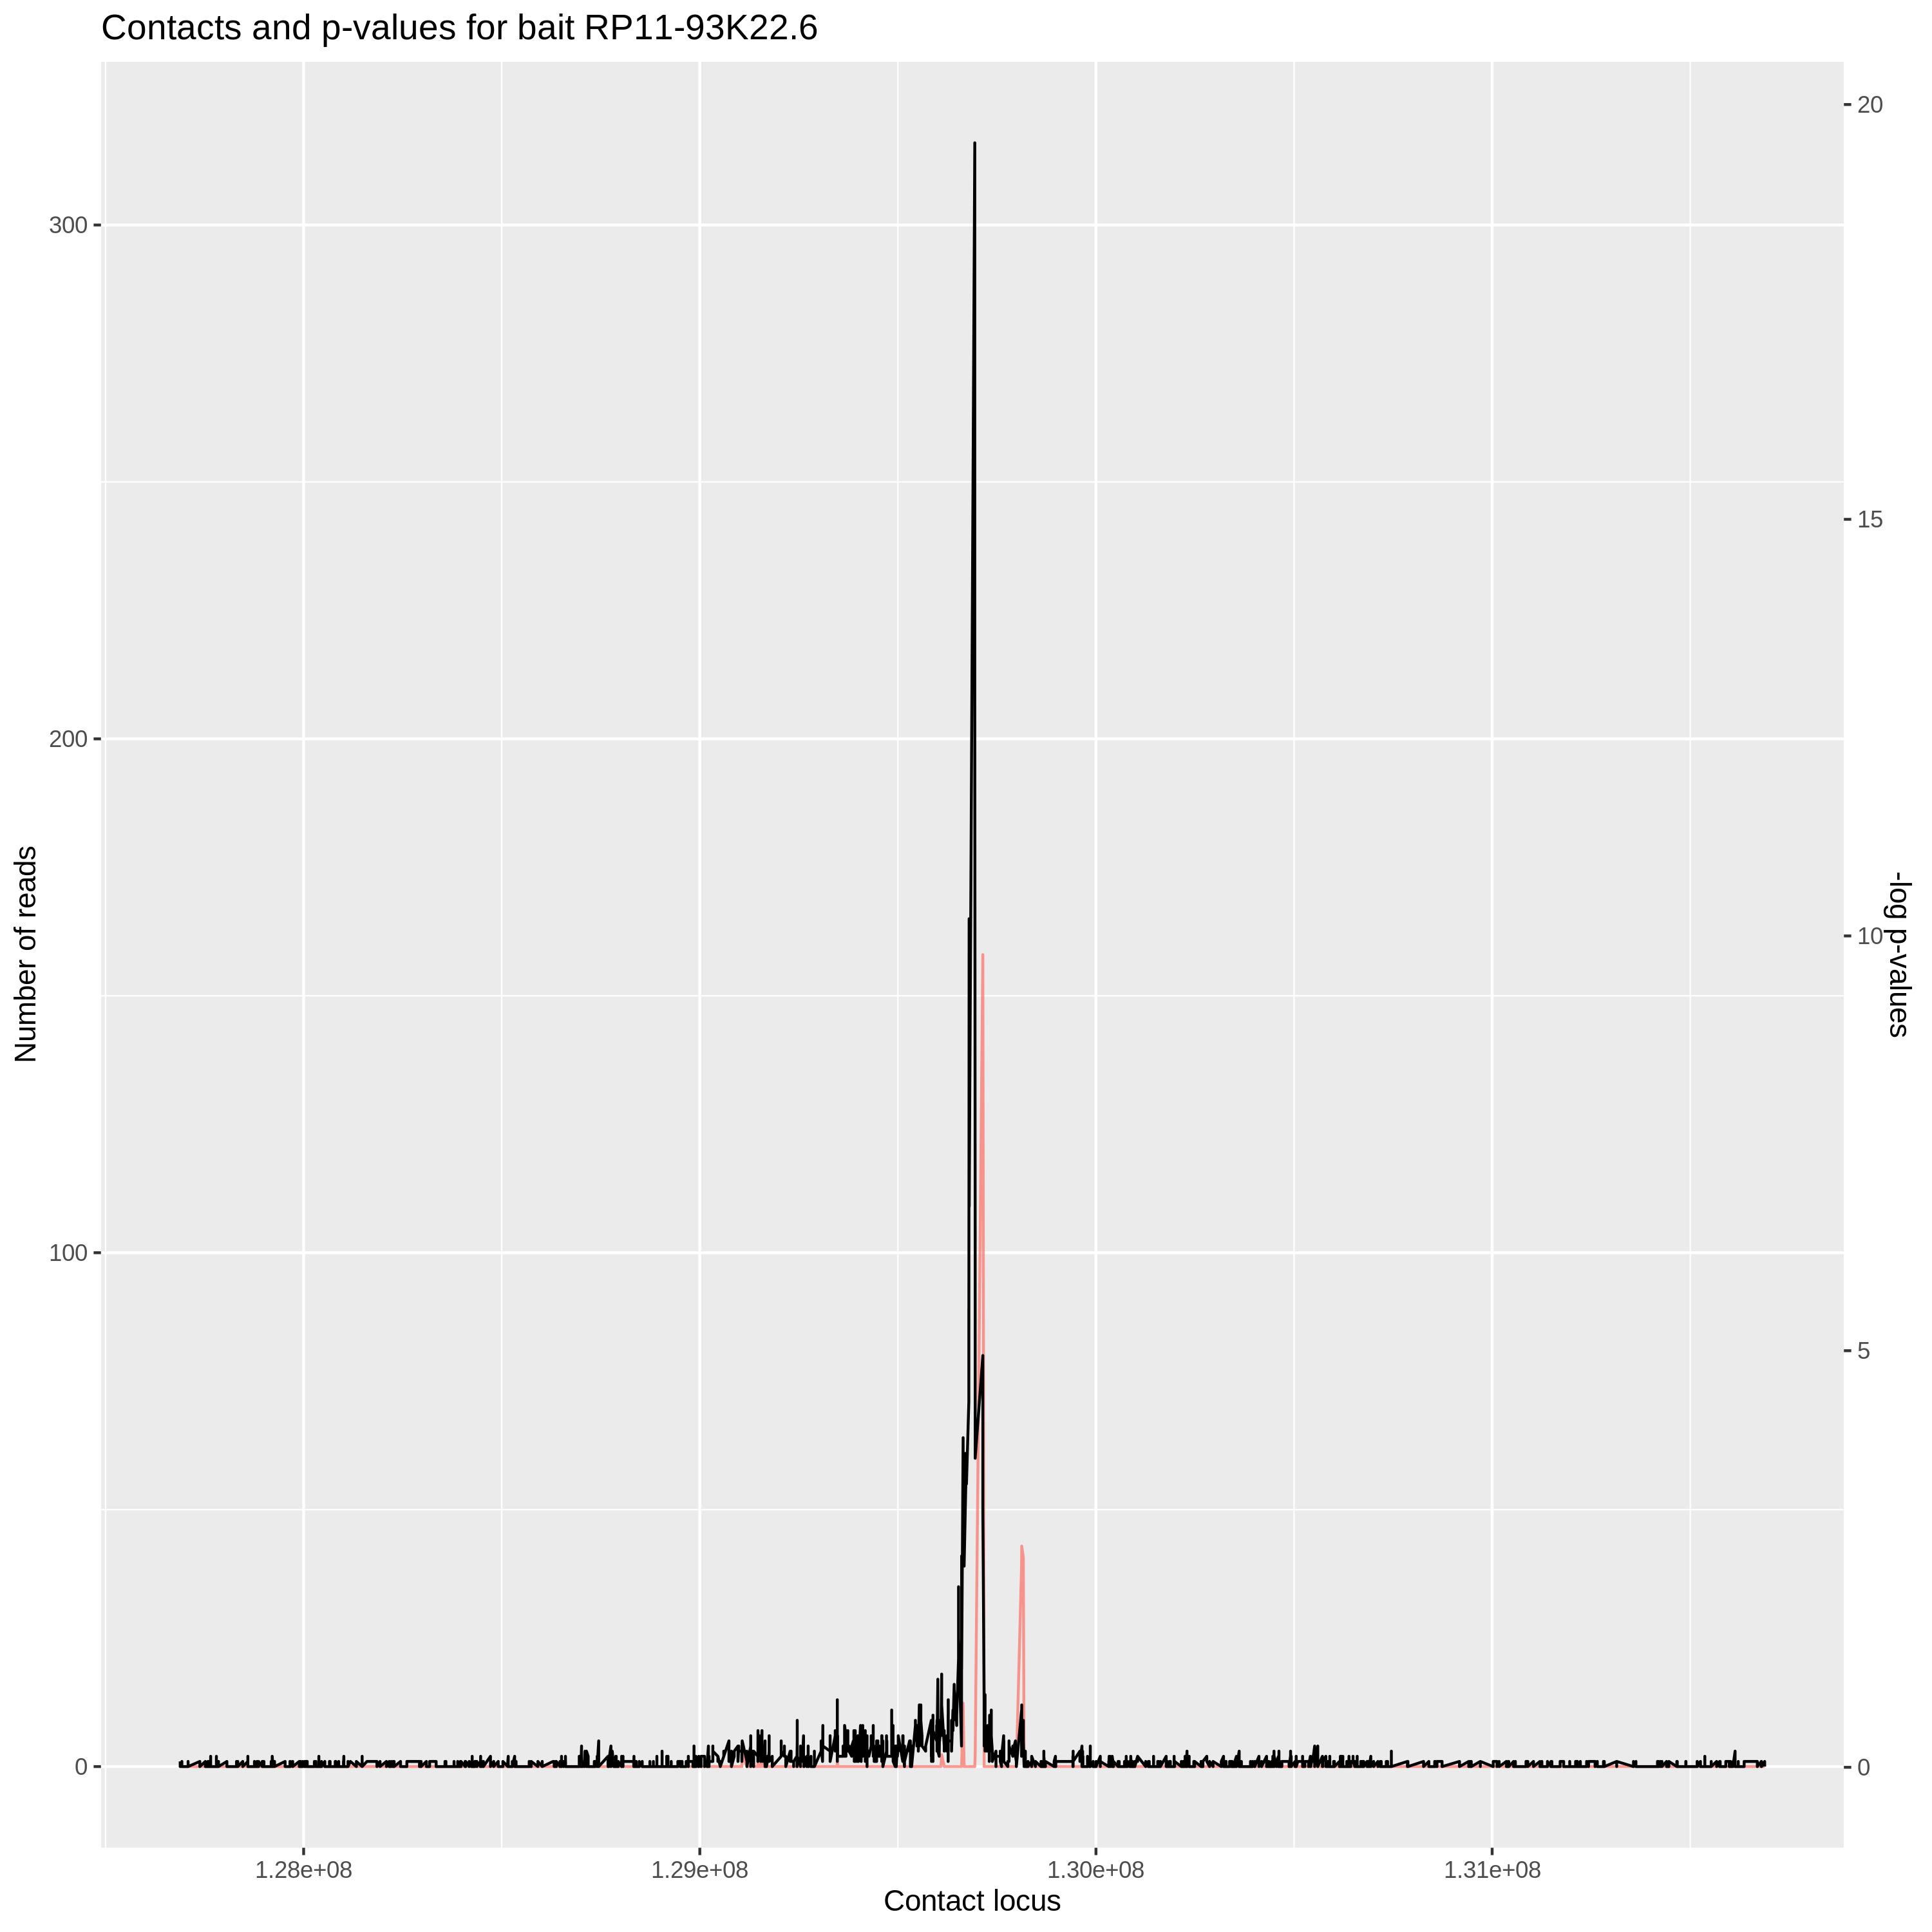 Contacts and p-values for bait RP11-93K22.6
Number of reads
300
200
100
0
20
15
10
5
0
-log p-values
1.28e+08
1.29e+08
1.30e+08
1.31e+08
Contact locus